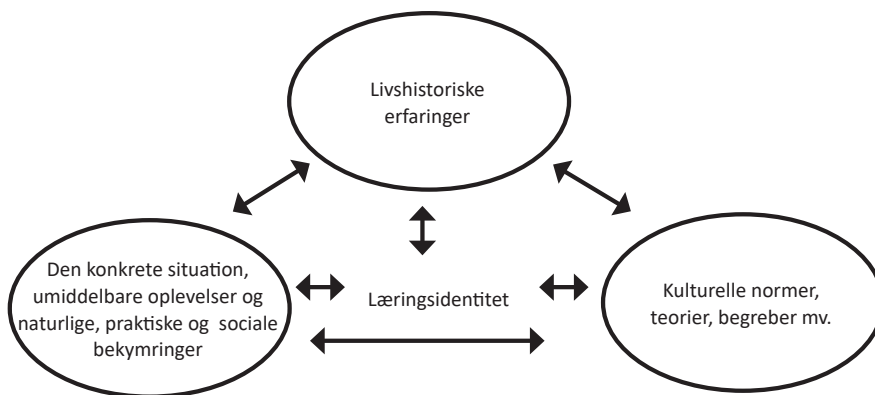 Livshistoriske
erfaringer
Den konkrete situation,
umiddelbare oplevelser og
naturlige, praktiske og sociale
bekymringer
Læringsidentitet
Kulturelle normer,
teorier, begreber mv.